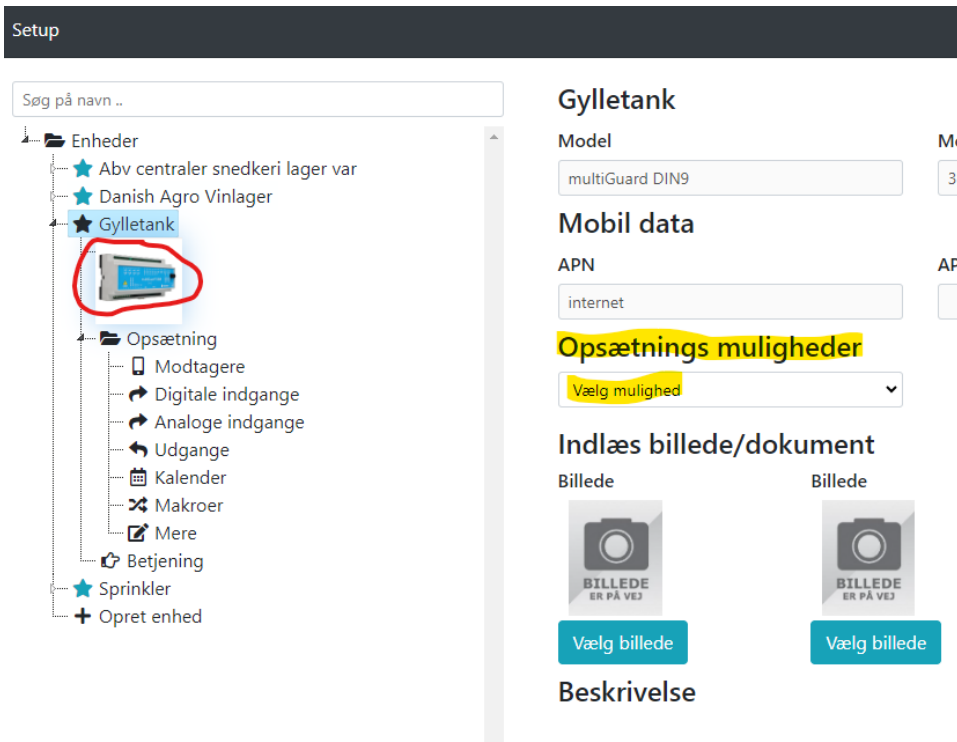 Setup
Søg på navn ..
Enheder
Abv centraler snedkeri lager var
Danish Agro Vinlager
Gylletank
Opsætning
Modtagere
Digitale indgange
Analoge indgange
Udgange
Kalender
Makroer
Mere
Betjening
Sprinkler
Opret enhed
Gylletank
Model
multiGuard DIN9
3
Mobil data
APN
internet
Opsætnings muligheder
Vælg mulighed
Indlæs billede/dokument
Billede Billede
BILLEDE BILLEDE
ER PÅ VEJ ER PÅ VEJ
Vælg billede Vælg billede
Beskrivelse